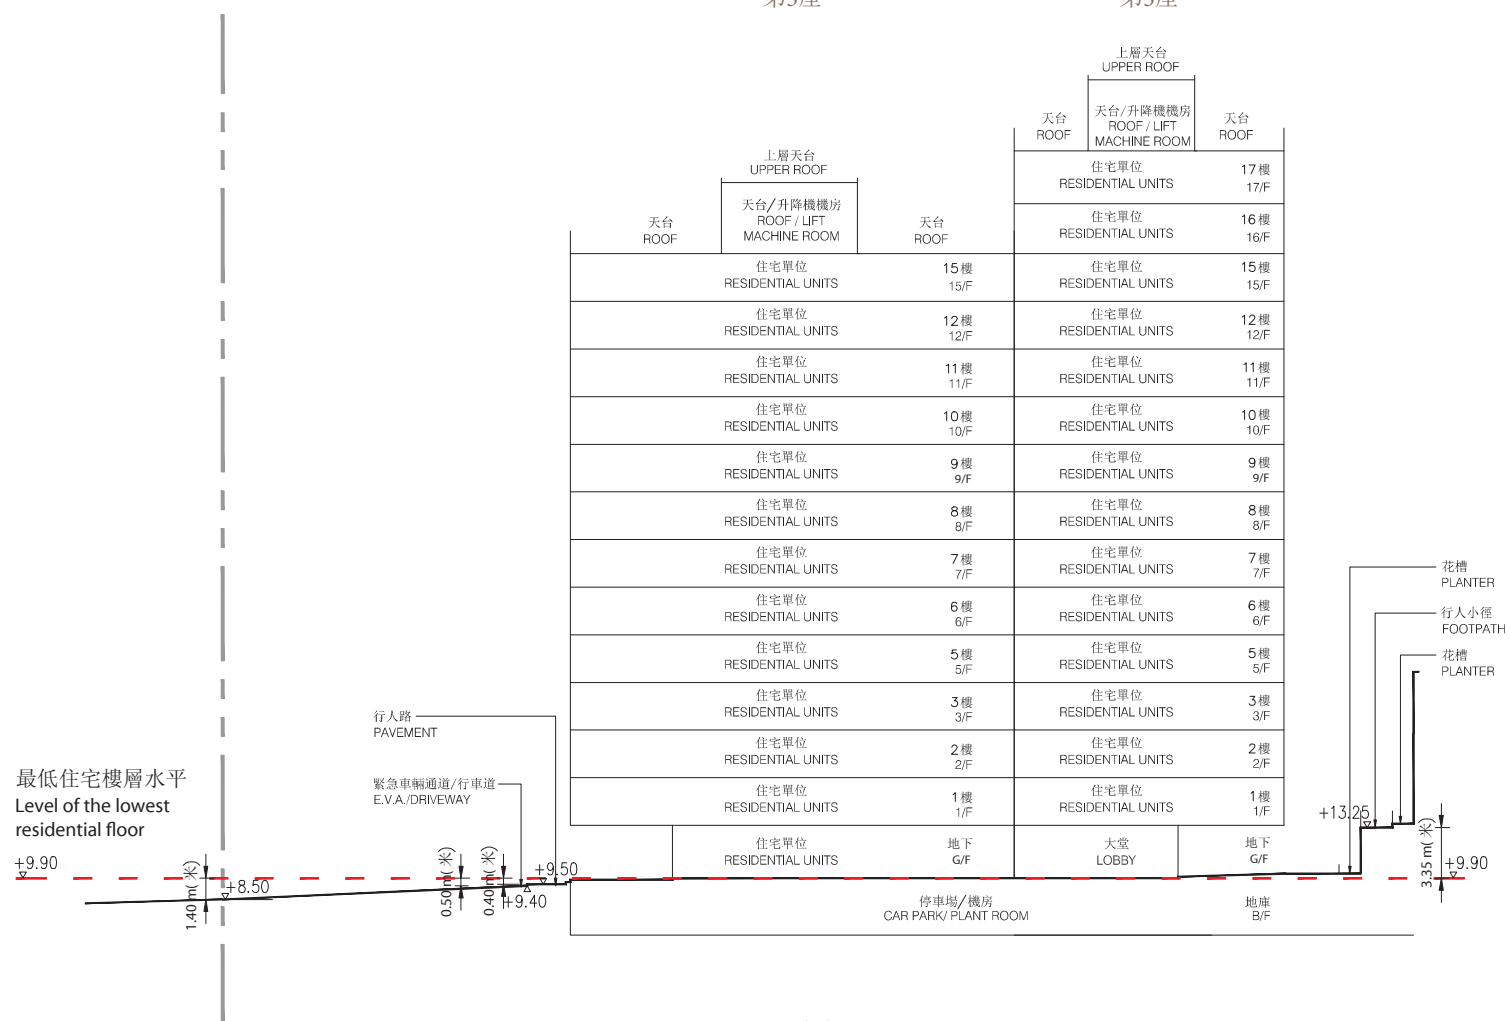 上層天台
UPPER ROOF
天台
ROOF
天台/升降機機房
ROOF / LIFT
MACHINE ROOM
天台
ROOF
上層天台
UPPER ROOF
天台
ROOF
天台/升降機機房
ROOF / LIFT
MACHINE ROOM
天台
ROOF
住宅單位
RESIDENTIAL UNITS
17樓
17/F
住宅單位
RESIDENTIAL UNITS
16樓
16/F
住宅單位
RESIDENTIAL UNITS
15樓
15/F
住宅單位
RESIDENTIAL UNITS
15樓
15/F
住宅單位
RESIDENTIAL UNITS
12樓
12/F
住宅單位
RESIDENTIAL UNITS
12樓
12/F
住宅單位
RESIDENTIAL UNITS
11樓
11/F
住宅單位
RESIDENTIAL UNITS
11樓
11/F
住宅單位
RESIDENTIAL UNITS
10樓
10/F
住宅單位
RESIDENTIAL UNITS
10樓
10/F
住宅單位
RESIDENTIAL UNITS
9樓
9/F
住宅單位
RESIDENTIAL UNITS
9樓
9/F
住宅單位
RESIDENTIAL UNITS
8樓
8/F
住宅單位
RESIDENTIAL UNITS
8樓
8/F
住宅單位
RESIDENTIAL UNITS
7樓
7/F
住宅單位
RESIDENTIAL UNITS
7樓
7/F
住宅單位
RESIDENTIAL UNITS
6樓
6/F
住宅單位
RESIDENTIAL UNITS
6樓
6/F
住宅單位
RESIDENTIAL UNITS
5樓
5/F
住宅單位
RESIDENTIAL UNITS
5樓
5/F
住宅單位
RESIDENTIAL UNITS
3樓
3/F
住宅單位
RESIDENTIAL UNITS
3樓
3/F
住宅單位
RESIDENTIAL UNITS
2樓
2/F
住宅單位
RESIDENTIAL UNITS
2樓
2/F
住宅單位
RESIDENTIAL UNITS
1樓
1/F
住宅單位
RESIDENTIAL UNITS
1樓
1/F
住宅單位
RESIDENTIAL UNITS
地下
G/F
大堂
LOBBY
地下
G/F
停車場/機房
CAR PARK/ PLANT ROOM
地庫
B/F
花槽
PLANTER
行人小徑
FOOTPATH
花槽
PLANTER
行人路
PAVEMENT
緊急車輛通道/行車道
E.V.A./DRIVEWAY
最低住宅樓層水平
Level of the lowest
residential floor
+9.90
1.40 m(米)
+8.50
0.50 m(米)
0.40 m(米)
+9.50
+9.40
+13.25
3.35 m(米)
+9.90